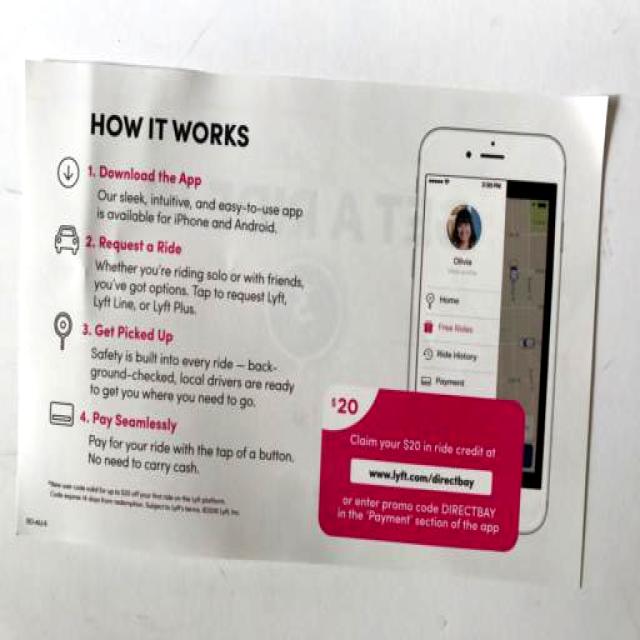 HOW IT WORKS
1. Download the App
Our sleek, intuitive, and easy-to-use app
is available for iPhone and Android.
2. Request a Ride
Whether you're riding solo or with friends,
you've got options. Tap to request Lyft,
Lyft Line, or Lyft Plus.
3. Get Picked Up
Safety is built into every ride — back-
ground-checked, local drivers are ready
to get you where you need to go.
4. Pay Seamlessly
Pay for your ride with the tap of a button.
No need to carry cash.
*New user code valid for up to $20 off your first ride on the Lyft platform.
Code expires 14 days from redemption. Subject to Lyft's terms. ©2016 Lyft, Inc.
Olivia
Home
Free Rides
Ride History
Payment
$20
Claim your $20 in ride credit at
www.lyft.com/directbay
or enter promo code DIRECTBAY
in the 'Payment' section of the app